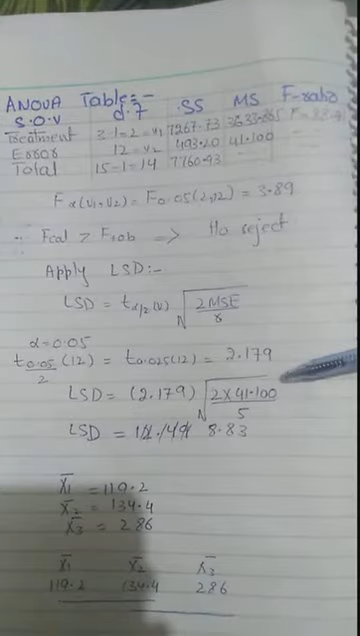 ANOVA Table:-
S.O.V d.f SS MS F-ratio
Treatment 3-1=2=v1 7267.73 3633.865
Error 12=v2 493.20 41.100
Total 15-1=14 7760.93
Fα(v1,v2) = F0.05(2,12) = 3.89
∵ Fcal > Ftab => Ho reject
Apply LSD:-
LSD = tα/2(v) √2MSE/r
α=0.05
t0.05/2 (12) = t0.025(12) = 2.179
LSD = (2.179) √2×41.100/5
LSD = 8.83
X̄1 = 119.2
X̄2 = 134.4
X̄3 = 286
X̄1 X̄2 X̄3
119.2 134.4 286